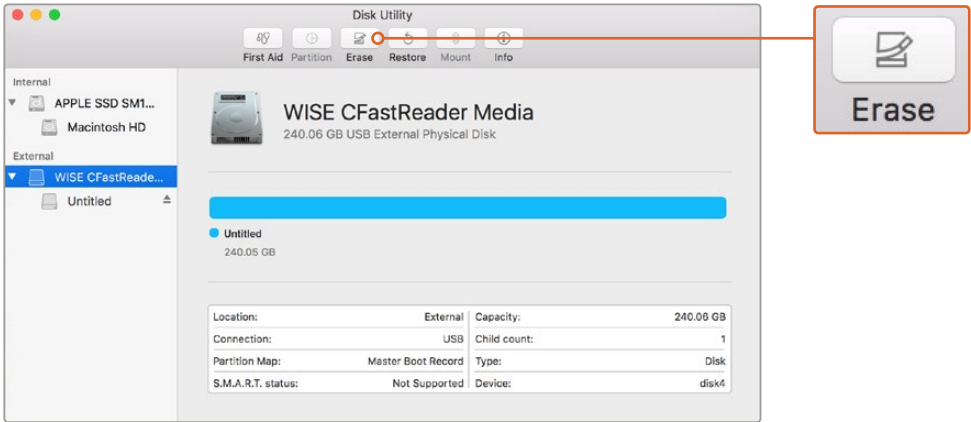 Disk Utility
First Aid Partition Erase Restore Mount Info
Erase
Internal
APPLE SSD SM1...
Macintosh HD
External
WISE CFastReade...
Untitled
WISE CFastReader Media
240.06 GB USB External Physical Disk
Untitled
240.05 GB
Location: External Capacity: 240.06 GB
Connection: USB Child count: 1
Partition Map: Master Boot Record Type: Disk
S.M.A.R.T. status: Not Supported Device: disk4